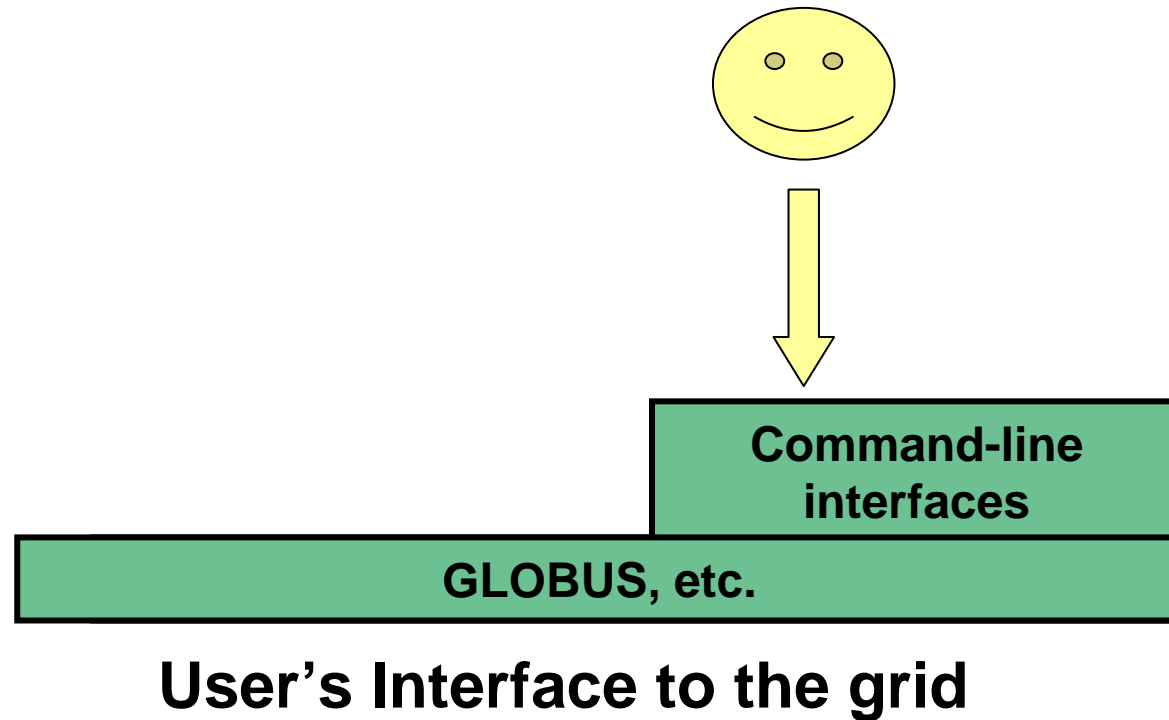 Command-line
interfaces
GLOBUS, etc.
User’s Interface to the grid